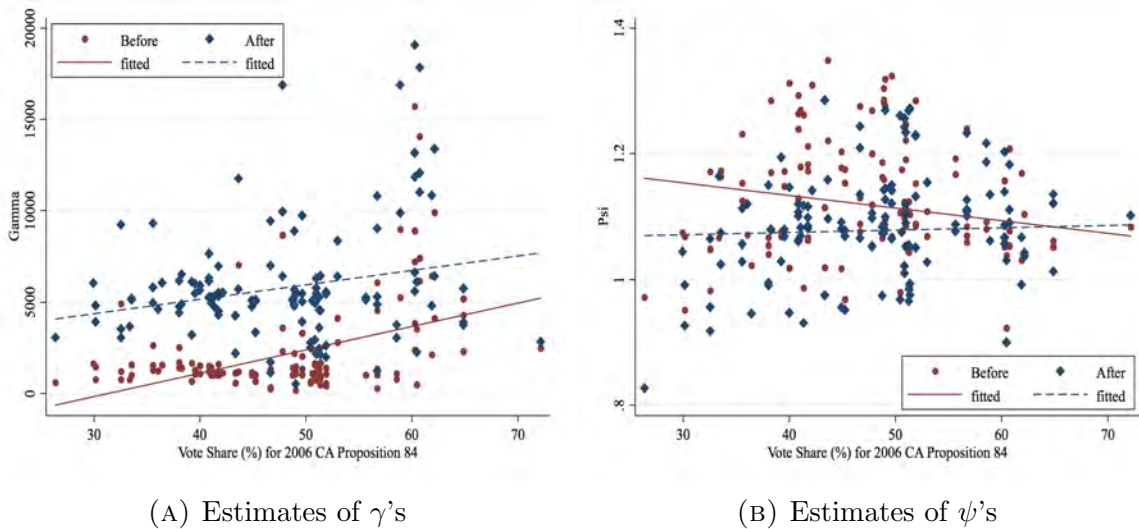 Before After
fitted fitted
Gamma
20000
15000
10000
5000
0
30 40 50 60 70
Vote Share (%) for 2006 CA Proposition 84
(A) Estimates of γ's
Psi
1.4
1.2
1
.8
Before After
fitted fitted
30 40 50 60 70
Vote Share (%) for 2006 CA Proposition 84
(B) Estimates of ψ's